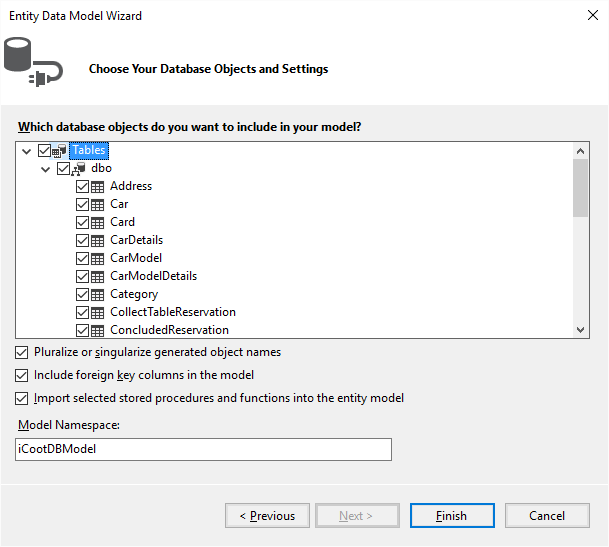 Entity Data Model Wizard
Choose Your Database Objects and Settings
Which database objects do you want to include in your model?
Tables
dbo
Address
Car
Card
CarDetails
CarModel
CarModelDetails
Category
CollectTableReservation
ConcludedReservation
Pluralize or singularize generated object names
Include foreign key columns in the model
Import selected stored procedures and functions into the entity model
Model Namespace:
iCootDBModel
< Previous
Next >
Finish
Cancel